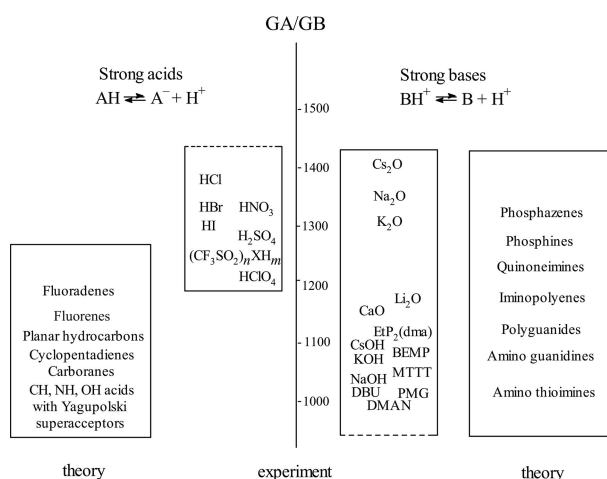 GA/GB
Strong acids
AH ⇌ A⁻ + H⁺
Strong bases
BH⁺ ⇌ B + H⁺
1500
1400
1300
1200
1100
1000
Fluoradenes
Fluorenes
Planar hydrocarbons
Cyclopentadienes
Carboranes
CH, NH, OH acids
with Yagupolski
superacceptors
HCl
HBr HNO₃
HI
H₂SO₄
(CF₃SO₂)ₙXHₘ
HClO₄
Cs₂O
Na₂O
K₂O
Li₂O
CaO
EtP₂(dma)
CsOH BEMP
KOH
MTTT
NaOH
DBU PMG
DMAN
Phosphazenes
Phosphines
Quinoneimines
Iminopolyenes
Polyguanides
Amino guanidines
Amino thioimines
theory experiment theory